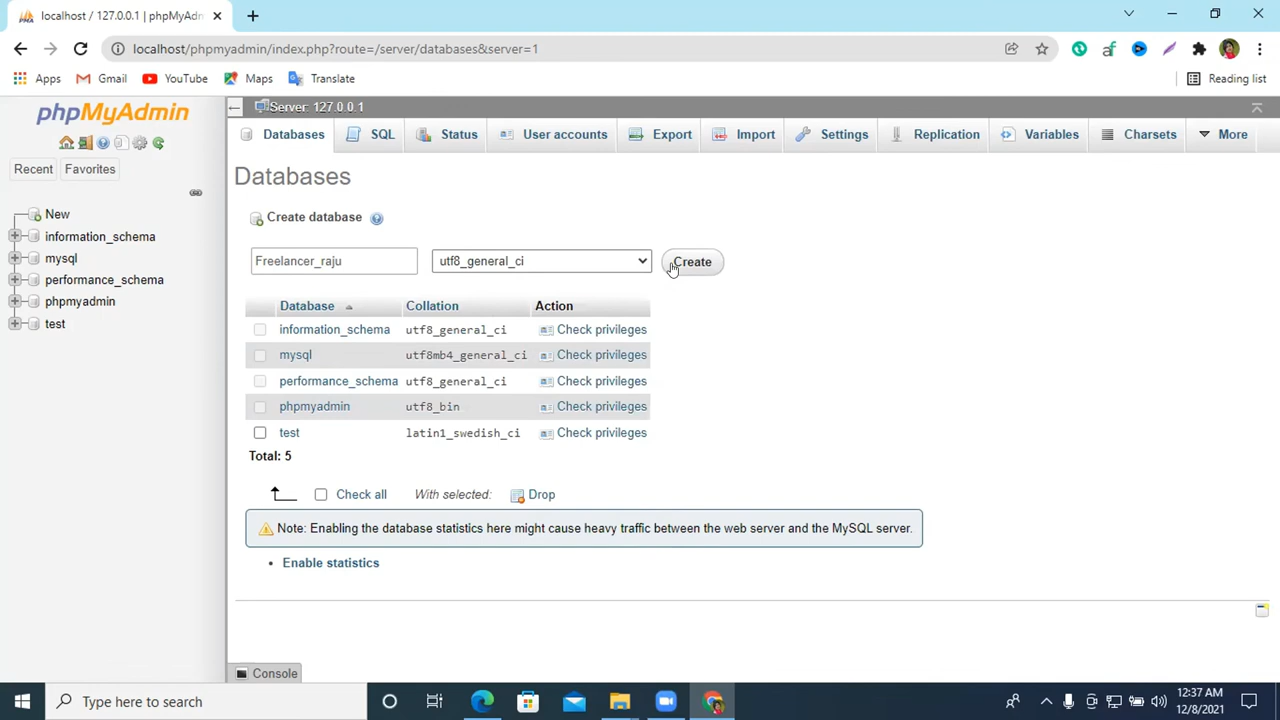 localhost / 127.0.0.1 | phpMyAdm
localhost/phpmyadmin/index.php?route=/server/databases&server=1
Apps Gmail YouTube Maps Translate Reading list
phpMyAdmin
Server: 127.0.0.1
Databases SQL Status User accounts Export Import Settings Replication Variables Charsets More
Recent Favorites
New
information_schema
mysql
performance_schema
phpmyadmin
test
Databases
Create database
Freelancer_raju utf8_general_ci Create
Database Collation Action
information_schema utf8_general_ci Check privileges
mysql utf8mb4_general_ci Check privileges
performance_schema utf8_general_ci Check privileges
phpmyadmin utf8_bin Check privileges
test latin1_swedish_ci Check privileges
Total: 5
Check all With selected: Drop
Note: Enabling the database statistics here might cause heavy traffic between the web server and the MySQL server.
• Enable statistics
Console
Type here to search
12:37 AM
12/8/2021